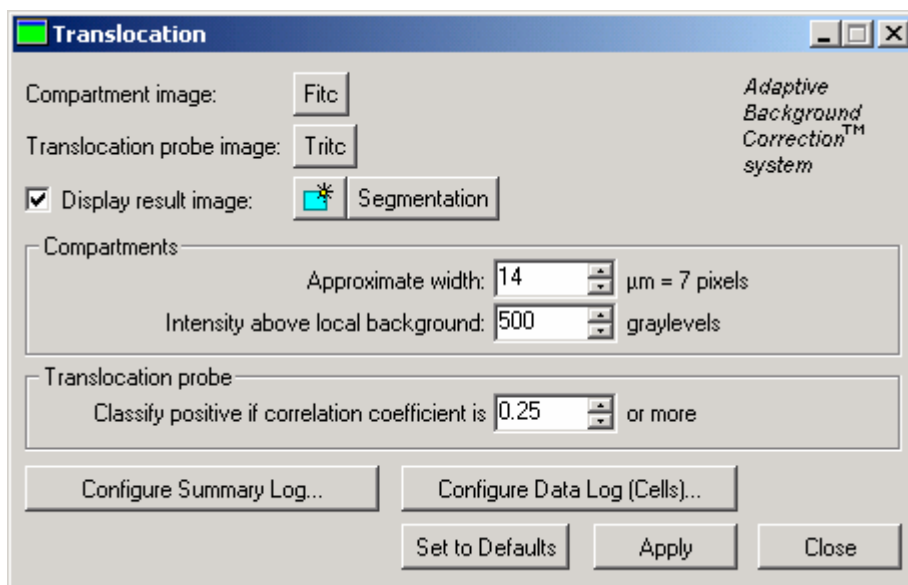 Translocation
Compartment image: Fitc
Translocation probe image: Tritc
Display result image: Segmentation
Adaptive
Background
Correction™
system
Compartments
Approximate width: 14 µm = 7 pixels
Intensity above local background: 500 graylevels
Translocation probe
Classify positive if correlation coefficient is 0.25 or more
Configure Summary Log... Configure Data Log (Cells)...
Set to Defaults Apply Close